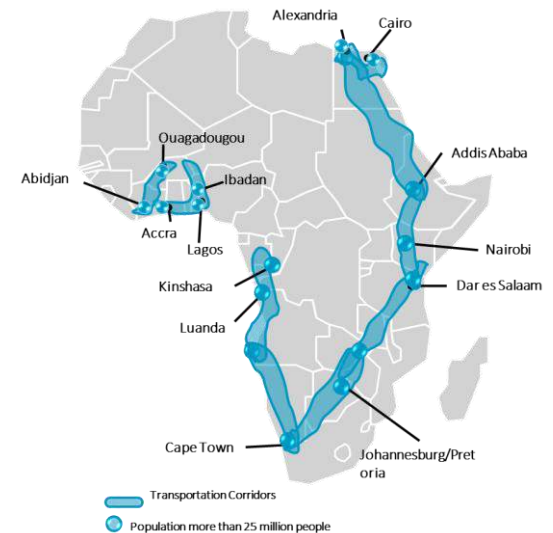 Alexandria
Cairo
Ouagadougou
Addis Ababa
Abidjan
Ibadan
Accra
Lagos
Nairobi
Kinshasa
Dar es Salaam
Luanda
Cape Town
Johannesburg/Pret
oria
Transportation Corridors
Population more than 25 million people